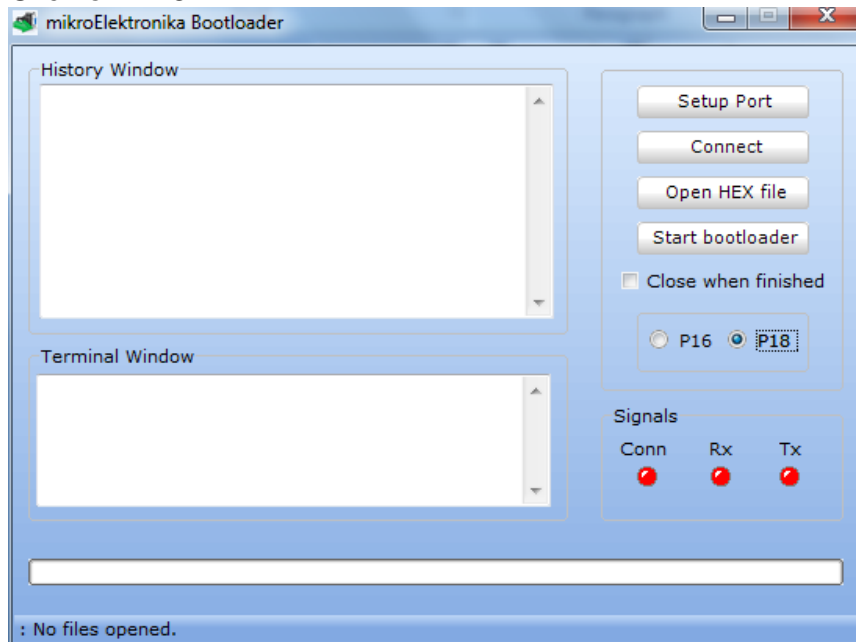 mikroElektronika Bootloader
History Window
Setup Port
Connect
Open HEX file
Start bootloader
Close when finished
P16 P18
Terminal Window
Signals
Conn Rx Tx
: No files opened.